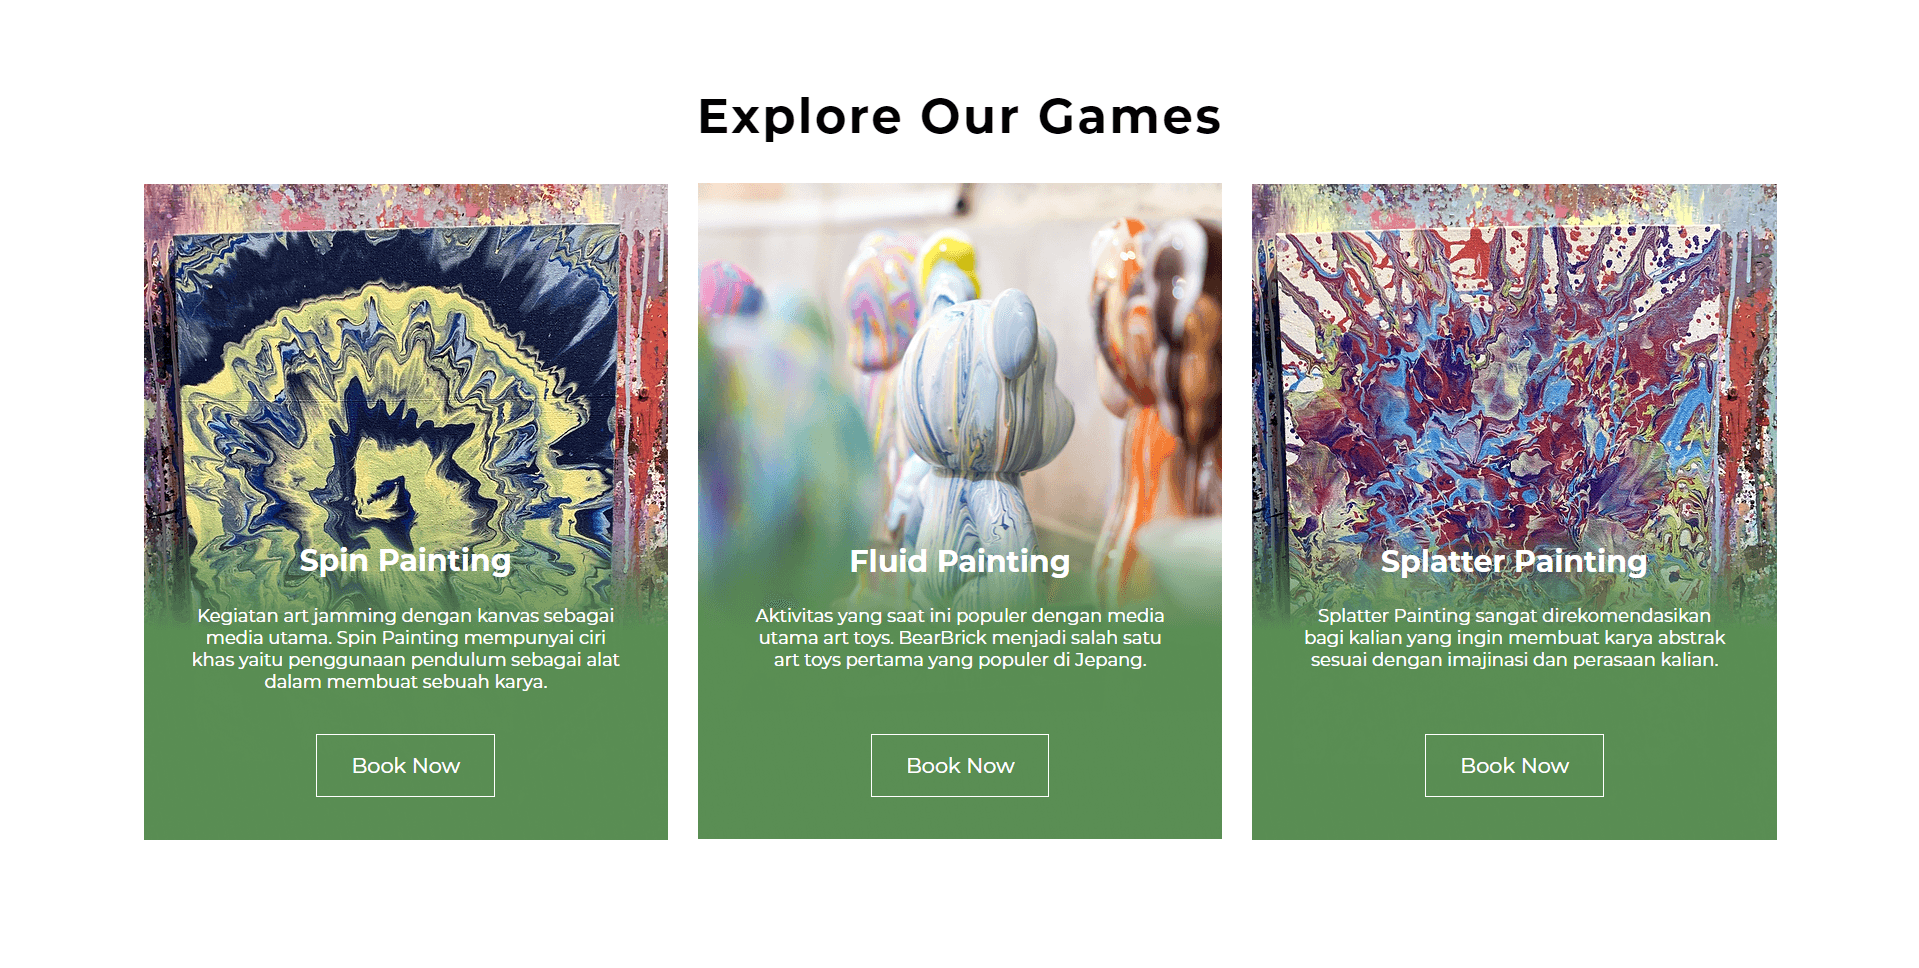 Explore Our Games
Spin Painting
Kegiatan art jamming dengan kanvas sebagai
media utama. Spin Painting mempunyai ciri
khas yaitu penggunaan pendulum sebagai alat
dalam membuat sebuah karya.
Book Now
Fluid Painting
Aktivitas yang saat ini populer dengan media
utama art toys. BearBrick menjadi salah satu
art toys pertama yang populer di Jepang.
Book Now
Splatter Painting
Splatter Painting sangat direkomendasikan
bagi kalian yang ingin membuat karya abstrak
sesuai dengan imajinasi dan perasaan kalian.
Book Now